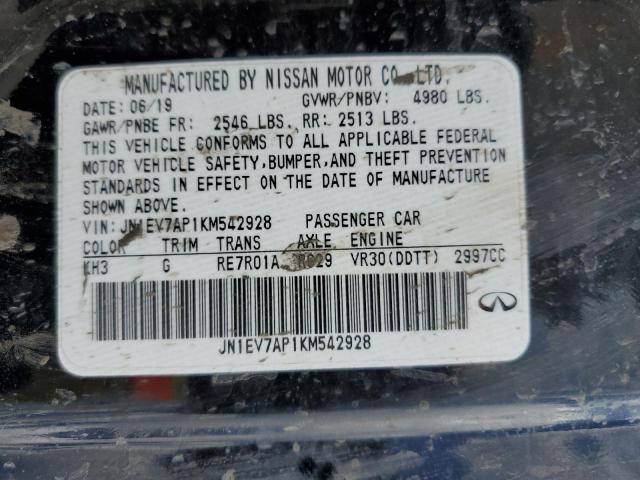 MANUFACTURED BY NISSAN MOTOR CO., LTD.
DATE: 06/19 GVWR/PNBV: 4980 LBS.
GAWR/PNBE FR: 2546 LBS. RR: 2513 LBS.
THIS VEHICLE CONFORMS TO ALL APPLICABLE FEDERAL
MOTOR VEHICLE SAFETY, BUMPER, AND THEFT PREVENTION
STANDARDS IN EFFECT ON THE DATE OF MANUFACTURE
SHOWN ABOVE.
VIN: JN1EV7AP1KM542928 PASSENGER CAR
COLOR TRIM TRANS AXLE ENGINE
KH3 G RE7R01A VR30(DDTT) 2997CC
JN1EV7AP1KM542928